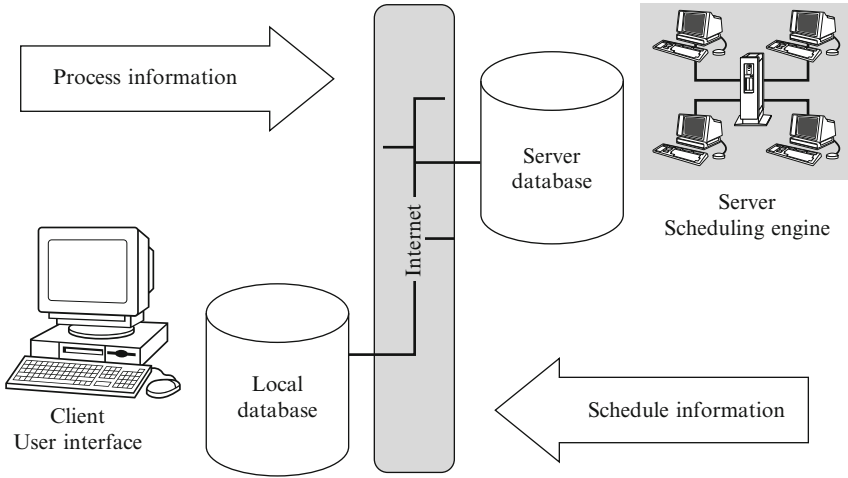 Process information
Server
database
Server
Scheduling engine
Internet
Local
database
Client
User interface
Schedule information